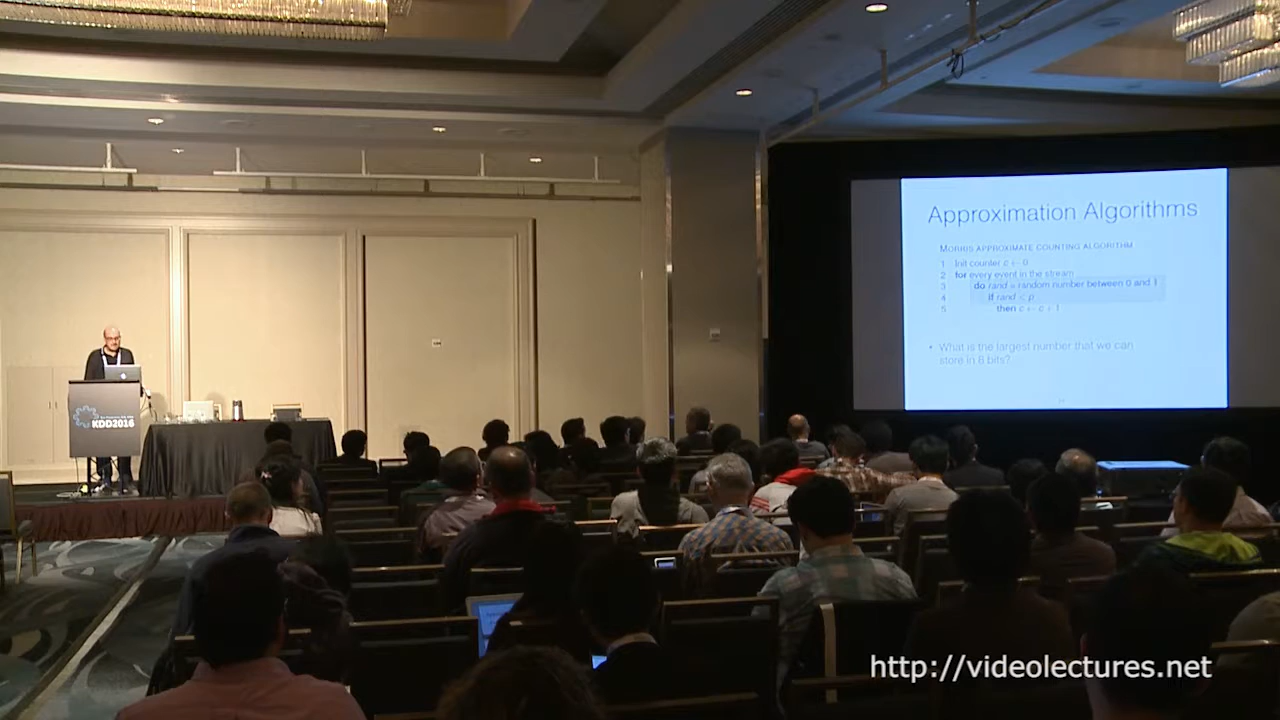 Approximation Algorithms
MORRIS APPROXIMATE COUNTING ALGORITHM
1 Init counter c ← 0
2 for every event in the stream
3 do rand = random number between 0 and 1
4 if rand < p
5 then c ← c + 1
• What is the largest number that we can
store in 8 bits?
KDD2016
http://videolectures.net